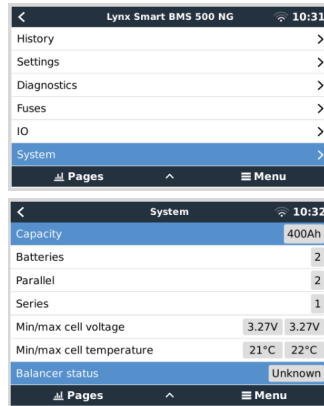 Lynx Smart BMS 500 NG 10:31
History
Settings
Diagnostics
Fuses
IO
System
Pages Menu
System 10:32
Capacity 400Ah
Batteries 2
Parallel 2
Series 1
Min/max cell voltage 3.27V 3.27V
Min/max cell temperature 21°C 22°C
Balancer status Unknown
Pages Menu